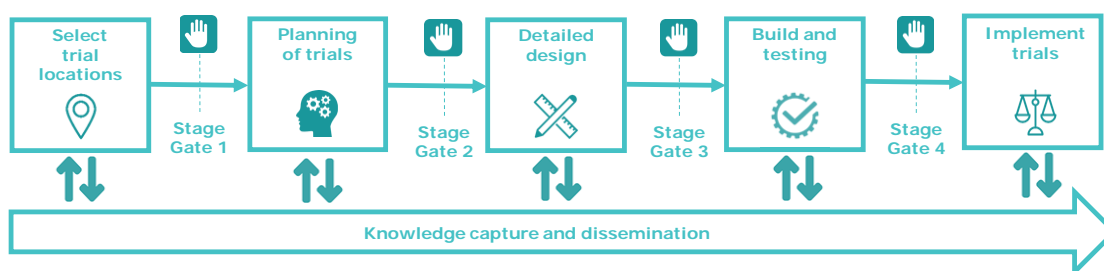 Select
trial
locations
Stage
Gate 1
Planning
of trials
Stage
Gate 2
Detailed
design
Stage
Gate 3
Build and
testing
Stage
Gate 4
Implement
trials
Knowledge capture and dissemination